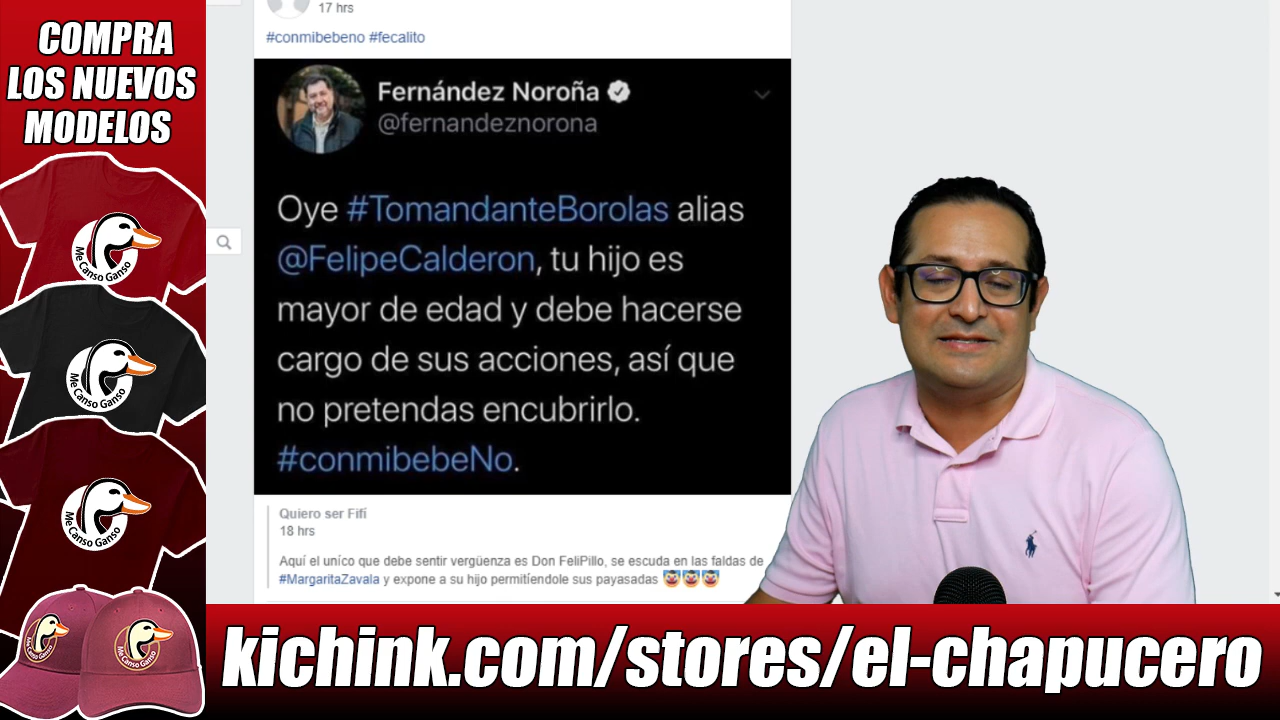 COMPRA
LOS NUEVOS
MODELOS
Me Canso Ganso
Me Canso Ganso
Me Canso Ganso
Me Canso Ganso
Me Canso Ganso
17 hrs
#conmibebeno #fecalito
Fernández Noroña
@fernandeznorona
Oye #TomandanteBorolas alias
@FelipeCalderon, tu hijo es
mayor de edad y debe hacerse
cargo de sus acciones, así que
no pretendas encubrirlo.
#conmibebeNo.
Quiero ser Fifí
18 hrs
Aquí el uníco que debe sentir vergüenza es Don FeliPillo, se escuda en las faldas de
#MargaritaZavala y expone a su hijo permitíendole sus payasadas
kichink.com/stores/el-chapucero